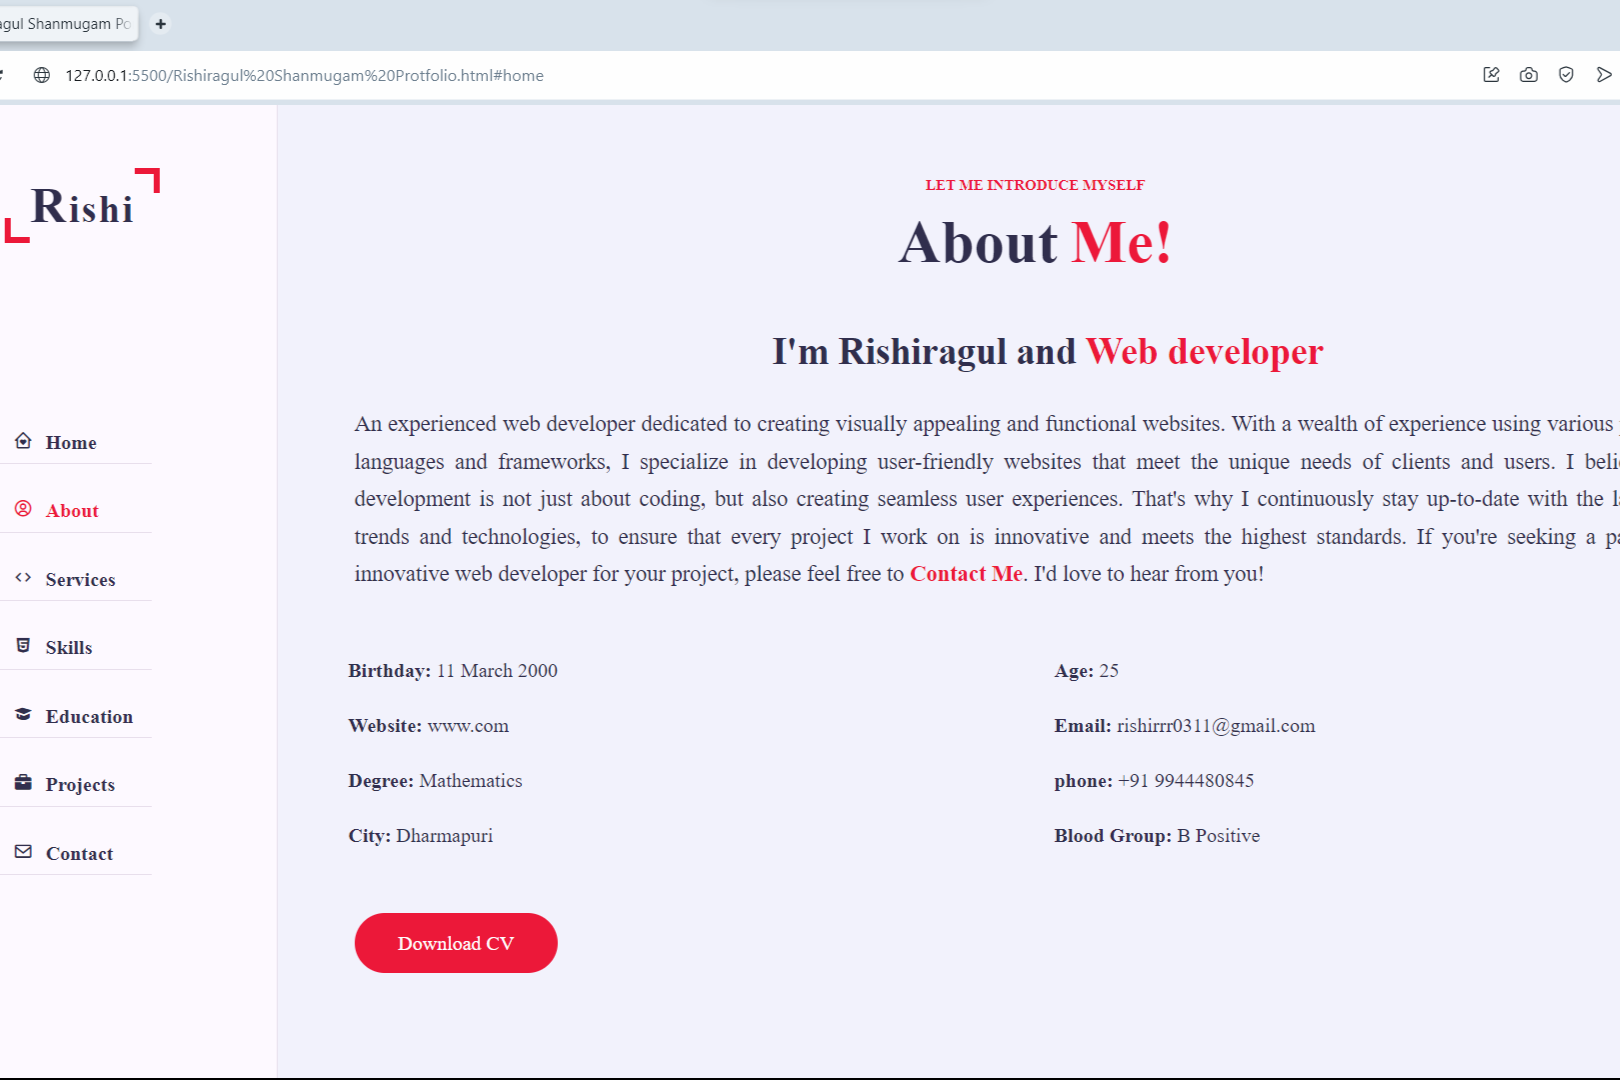 agul Shanmugam Po
127.0.0.1:5500/Rishiragul%20Shanmugam%20Protfolio.html#home
Rishi
Home
About
Services
Skills
Education
Projects
Contact
LET ME INTRODUCE MYSELF
About Me!
I'm Rishiragul and Web developer
An experienced web developer dedicated to creating visually appealing and functional websites. With a wealth of experience using various
languages and frameworks, I specialize in developing user-friendly websites that meet the unique needs of clients and users. I
development is not just about coding, but also creating seamless user experiences. That's why I continuously stay up-to-date with the
trends and technologies, to ensure that every project I work on is innovative and meets the highest standards. If you're seeking a
innovative web developer for your project, please feel free to Contact Me. I'd love to hear from you!
Birthday: 11 March 2000
Age: 25
Website: www.com
Email: rishirrr0311@gmail.com
Degree: Mathematics
phone: +91 9944480845
City: Dharmapuri
Blood Group: B Positive
Download CV